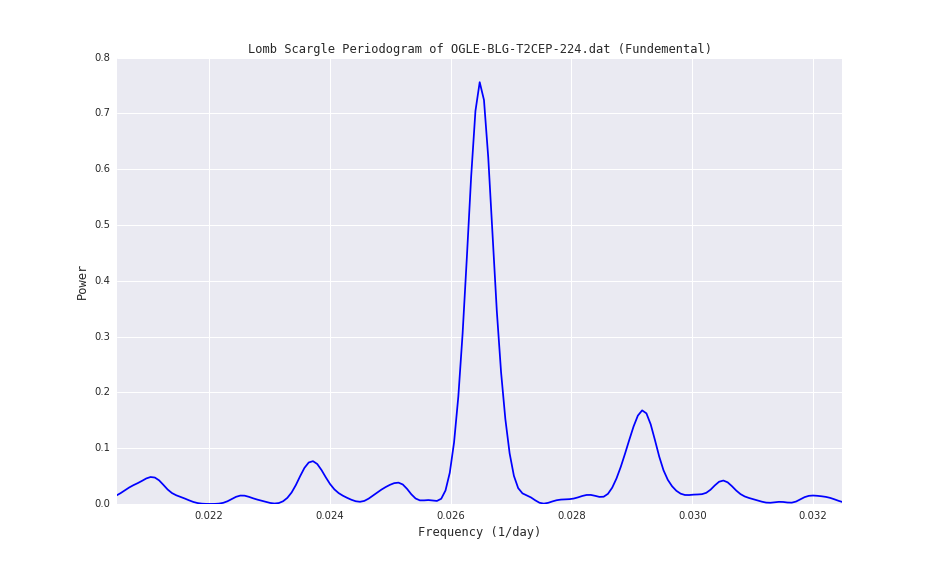 Lomb Scargle Periodogram of OGLE-BLG-T2CEP-224.dat (Fundemental)
0.8
0.7
0.6
0.5
0.4
0.3
0.2
0.1
0.0
Power
0.022 0.024 0.026 0.028 0.030 0.032
Frequency (1/day)